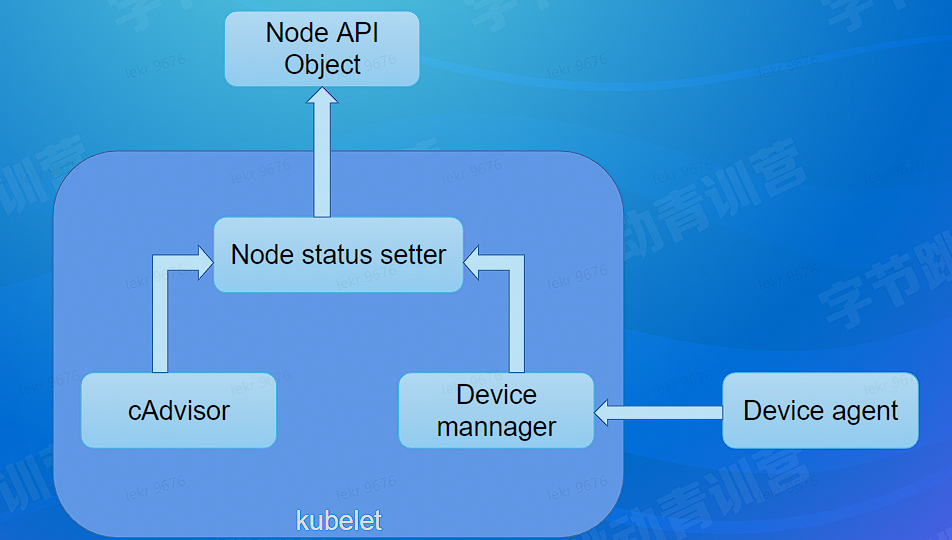 Node API
Object
Node status setter
cAdvisor
Device
mannager
Device agent
kubelet
lekr 9676
字节跳动青训营